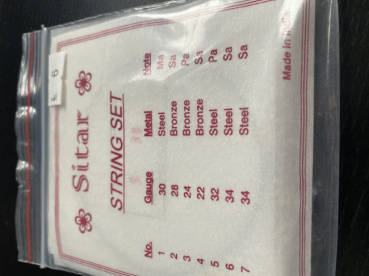 £ 6
Sitar
STRING SET
No. Gauge Metal Note
1 30 Steel Ma
2 28 Bronze Sa
3 24 Bronze Pa
4 22 Bronze Sa
5 32 Steel Pa
6 34 Steel Sa
7 34 Steel Sa
Made in